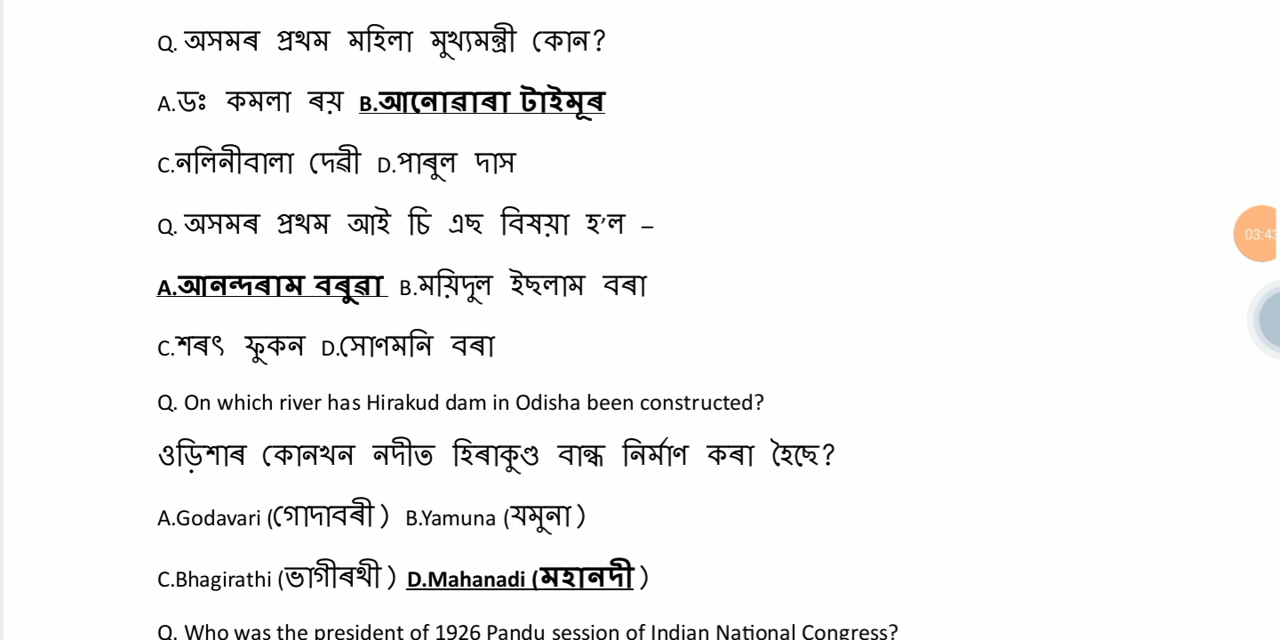 Q. অসমৰ প্ৰথম মহিলা মুখ্যমন্ত্ৰী কোন?
A.ডঃ কমলা ৰয় B.আনোৱাৰা টাইমূৰ
C.নলিনীবালা দেৱী D.পাৰুল দাস
Q. অসমৰ প্ৰথম আই চি এছ বিষয়া হ’ল –
A.আনন্দৰাম বৰুৱা B.ময়িদুল ইছলাম বৰা
C.শৰৎ ফুকন D.সোণমনি বৰা
Q. On which river has Hirakud dam in Odisha been constructed?
ওড়িশাৰ কোনখন নদীত হিৰাকুণ্ড বান্ধ নিৰ্মাণ কৰা হৈছে?
A.Godavari (গোদাবৰী) B.Yamuna (যমুনা)
C.Bhagirathi (ভাগীৰথী) D.Mahanadi (মহানদী)
Q. Who was the president of 1926 Pandu session of Indian National Congress?
03:43